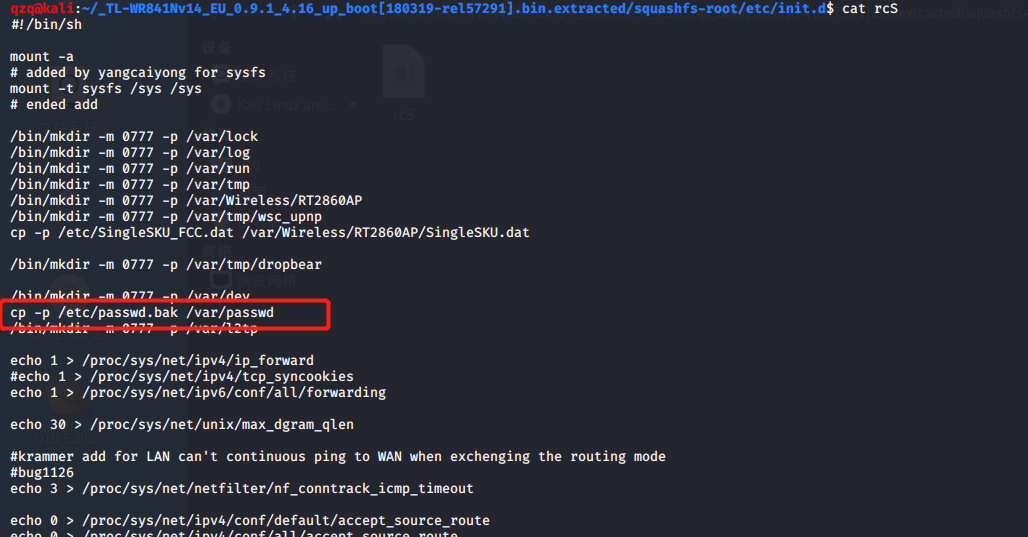 qzq@kali:~/_TL-WR841Nv14_EU_0.9.1_4.16_up_boot[180319-rel57291].bin.extracted/squashfs-root/etc/init.d$ cat rcS
#!/bin/sh
mount -a
# added by yangcaiyong for sysfs
mount -t sysfs /sys /sys
# ended add
/bin/mkdir -m 0777 -p /var/lock
/bin/mkdir -m 0777 -p /var/log
/bin/mkdir -m 0777 -p /var/run
/bin/mkdir -m 0777 -p /var/tmp
/bin/mkdir -m 0777 -p /var/Wireless/RT2860AP
/bin/mkdir -m 0777 -p /var/tmp/wsc_upnp
cp -p /etc/SingleSKU_FCC.dat /var/Wireless/RT2860AP/SingleSKU.dat
/bin/mkdir -m 0777 -p /var/tmp/dropbear
/bin/mkdir -m 0777 -p /var/dev
cp -p /etc/passwd.bak /var/passwd
/bin/mkdir -m 0777 -p /var/l2tp
echo 1 > /proc/sys/net/ipv4/ip_forward
#echo 1 > /proc/sys/net/ipv4/tcp_syncookies
echo 1 > /proc/sys/net/ipv6/conf/all/forwarding
echo 30 > /proc/sys/net/unix/max_dgram_qlen
#krammer add for LAN can't continuous ping to WAN when exchenging the routing mode
#bug1126
echo 3 > /proc/sys/net/netfilter/nf_conntrack_icmp_timeout
echo 0 > /proc/sys/net/ipv4/conf/default/accept_source_route
echo 0 > /proc/sys/net/ipv4/conf/all/accept_source_route